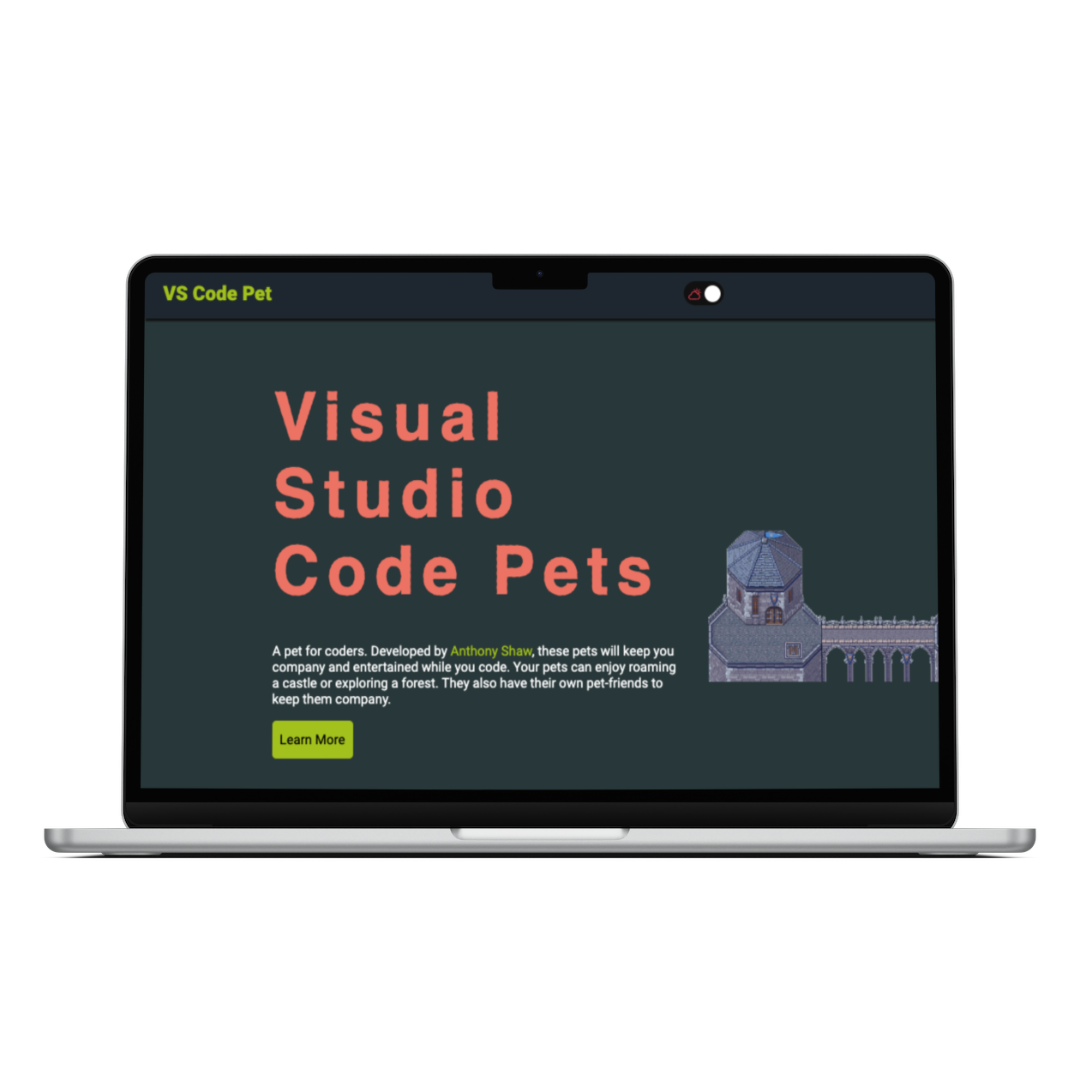 VS Code Pet
Visual
Studio
Code Pets
A pet for coders. Developed by Anthony Shaw, these pets will keep you
company and entertained while you code. Your pets can enjoy roaming
a castle or exploring a forest. They also have their own pet-friends to
keep them company.
Learn More